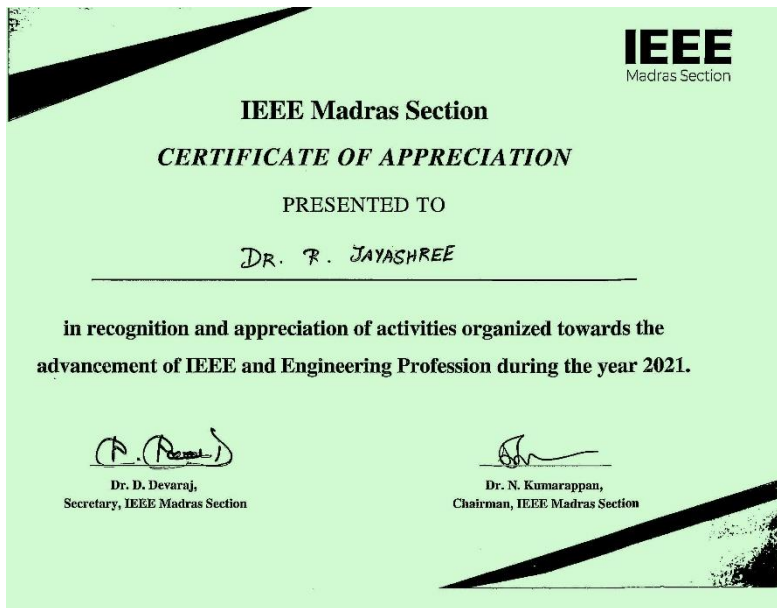 IEEE
Madras Section
IEEE Madras Section
CERTIFICATE OF APPRECIATION
PRESENTED TO
DR. R. JAYASHREE
in recognition and appreciation of activities organized towards the
advancement of IEEE and Engineering Profession during the year 2021.
Dr. D. Devaraj,
Secretary, IEEE Madras Section
Dr. N. Kumarappan,
Chairman, IEEE Madras Section